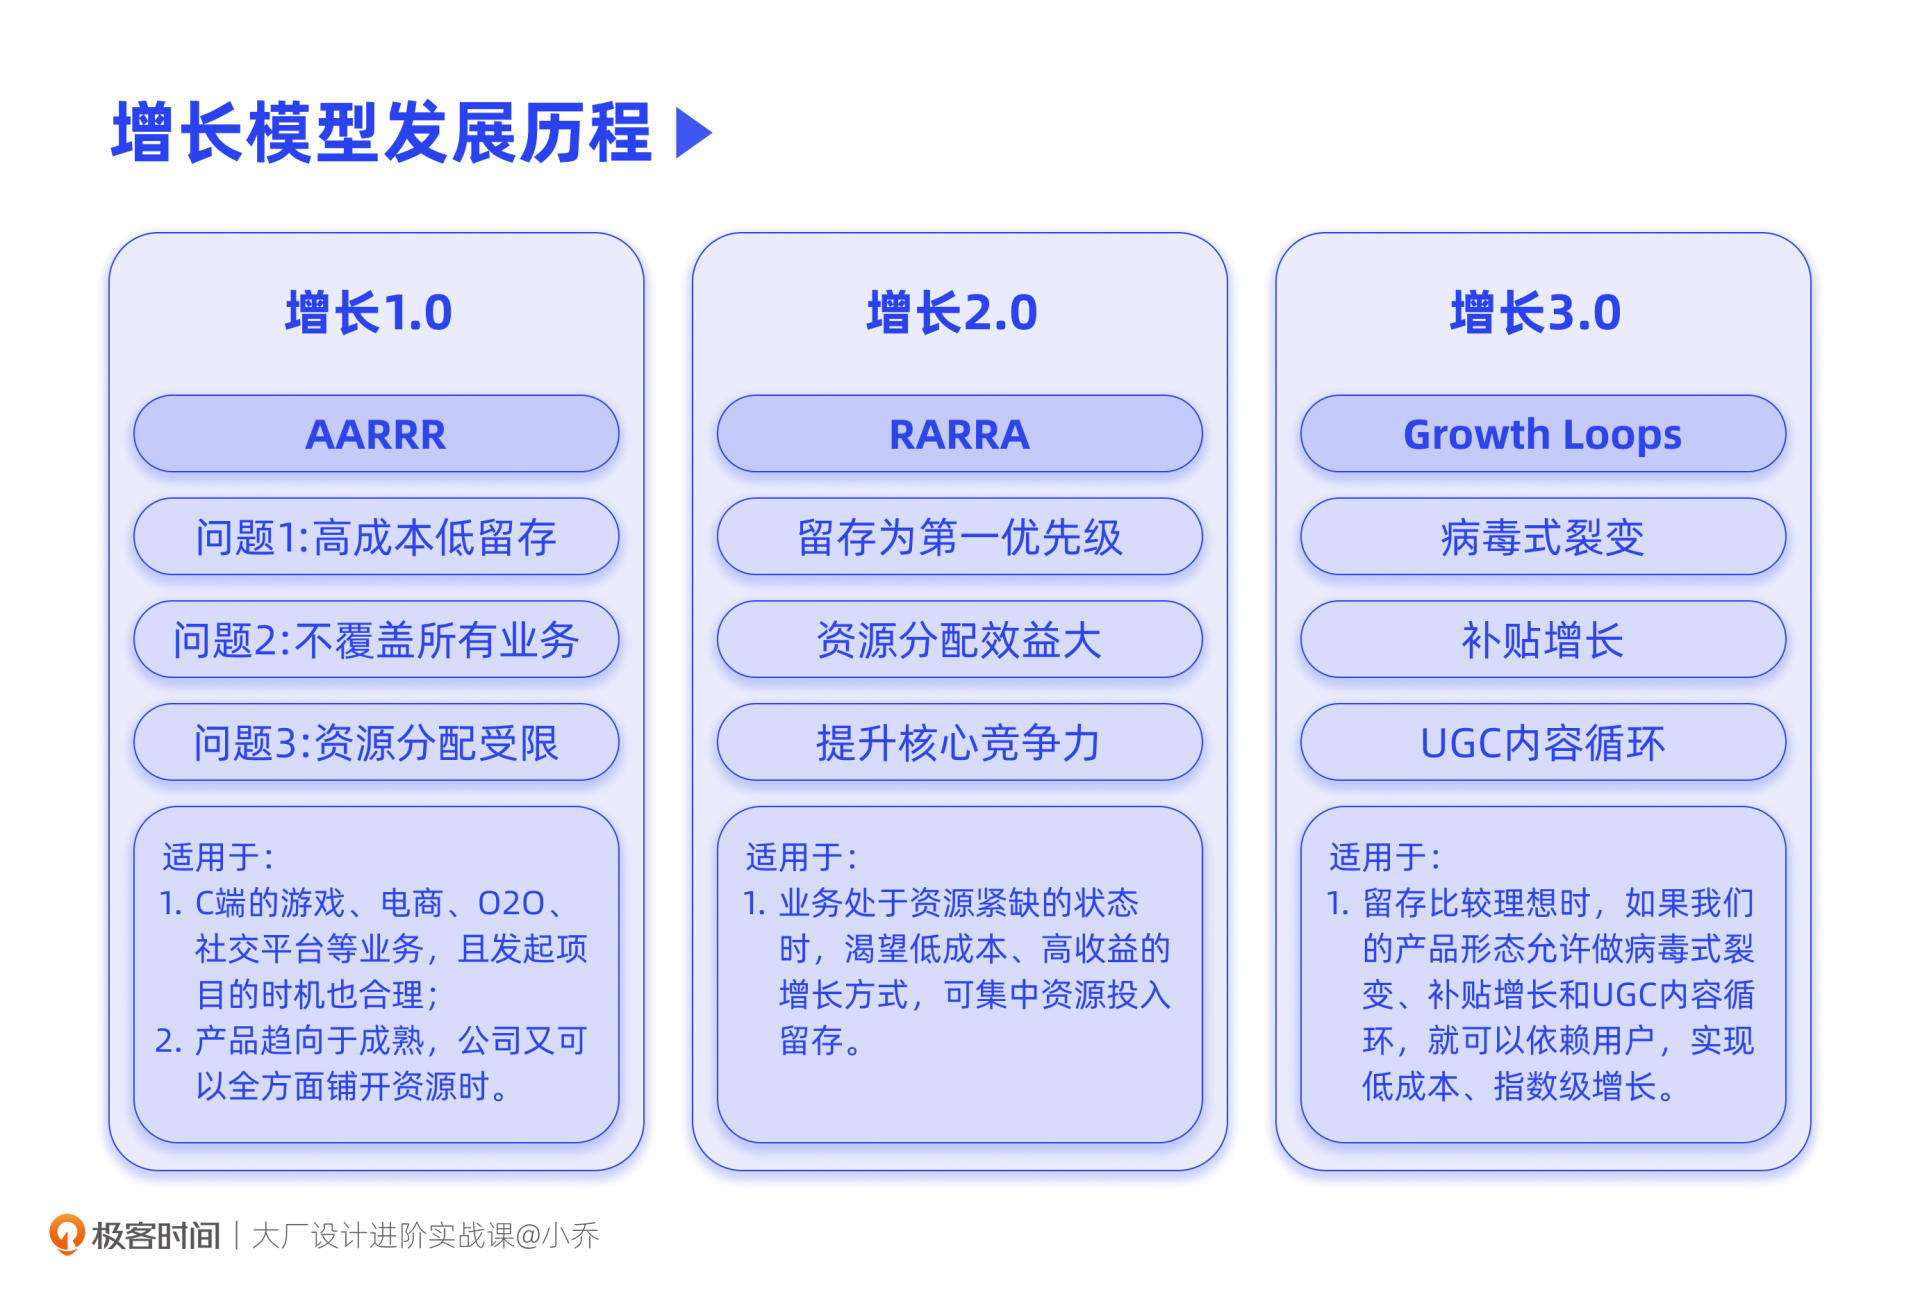 增长模型发展历程
增长1.0
AARRR
问题1:高成本低留存
问题2:不覆盖所有业务
问题3:资源分配受限
适用于：
1. C端的游戏、电商、O2O、
社交平台等业务，且发起项
目的时机也合理；
2. 产品趋向于成熟，公司又可
以全方面铺开资源时。
增长2.0
RARRA
留存为第一优先级
资源分配效益大
提升核心竞争力
适用于：
1. 业务处于资源紧缺的状态
时，渴望低成本、高收益的
增长方式，可集中资源投入
留存。
增长3.0
Growth Loops
病毒式裂变
补贴增长
UGC内容循环
适用于：
1. 留存比较理想时，如果我们
的产品形态允许做病毒式裂
变、补贴增长和UGC内容循
环，就可以依赖用户，实现
低成本、指数级增长。
极客时间 | 大厂设计进阶实战课@小乔